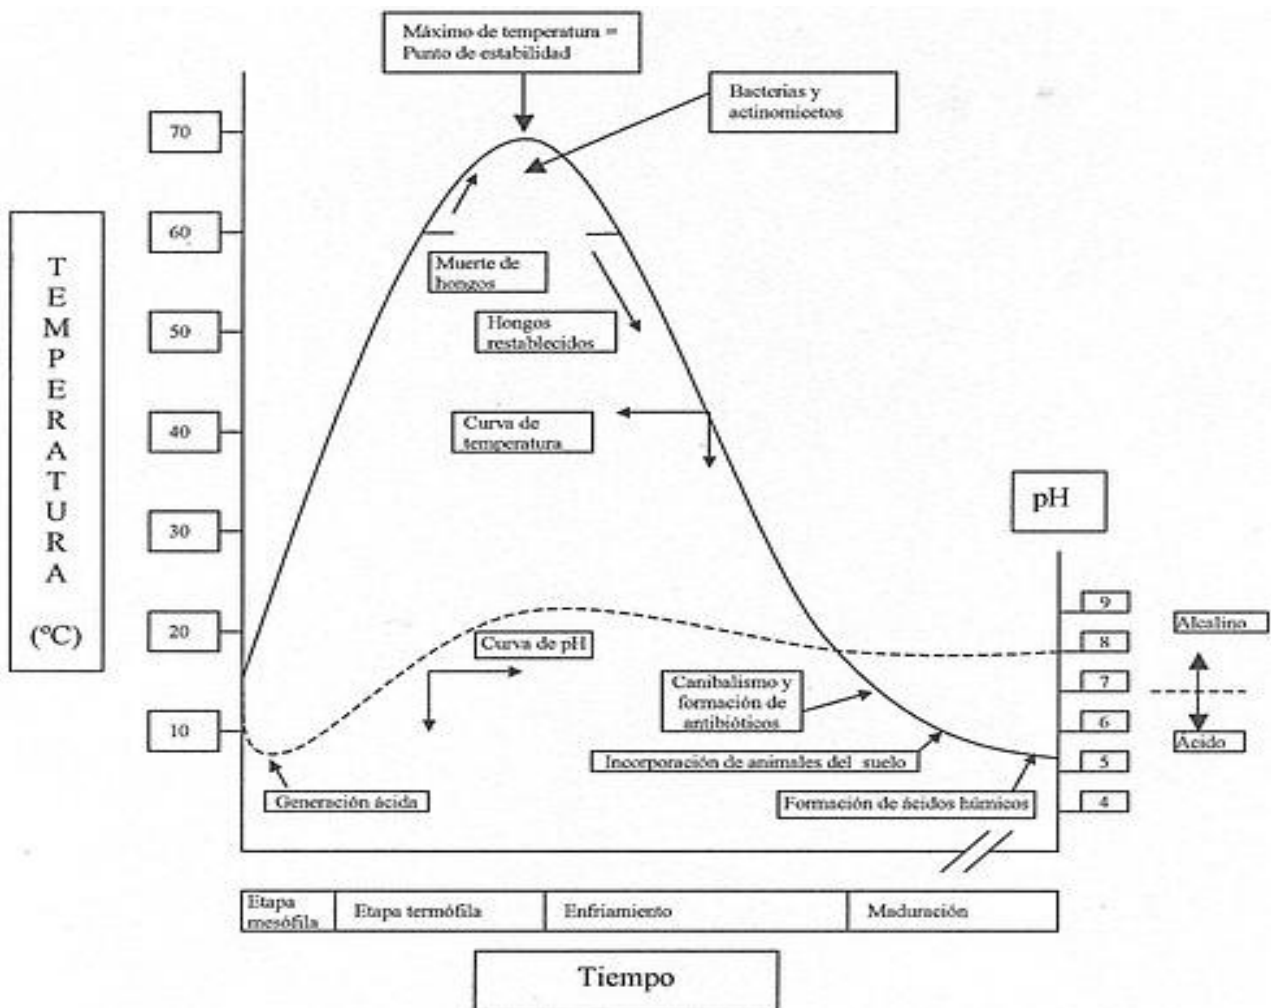 Máximo de temperatura =
Punto de estabilidad
Bacterias y
actinomicetos
70
60
50
40
30
20
10
T
E
M
P
E
R
A
T
U
R
A
(ºC)
Muerte de
hongos
Hongos
restablecidos
Curva de
temperatura
pH
9
8
7
6
5
4
Alcalino
Ácido
Curva de pH
Canibalismo y
formación de
antibióticos
Incorporación de animales del suelo
Generación ácida
Formación de ácidos húmicos
Etapa
mesófila
Etapa termófila
Enfriamiento
Maduración
Tiempo